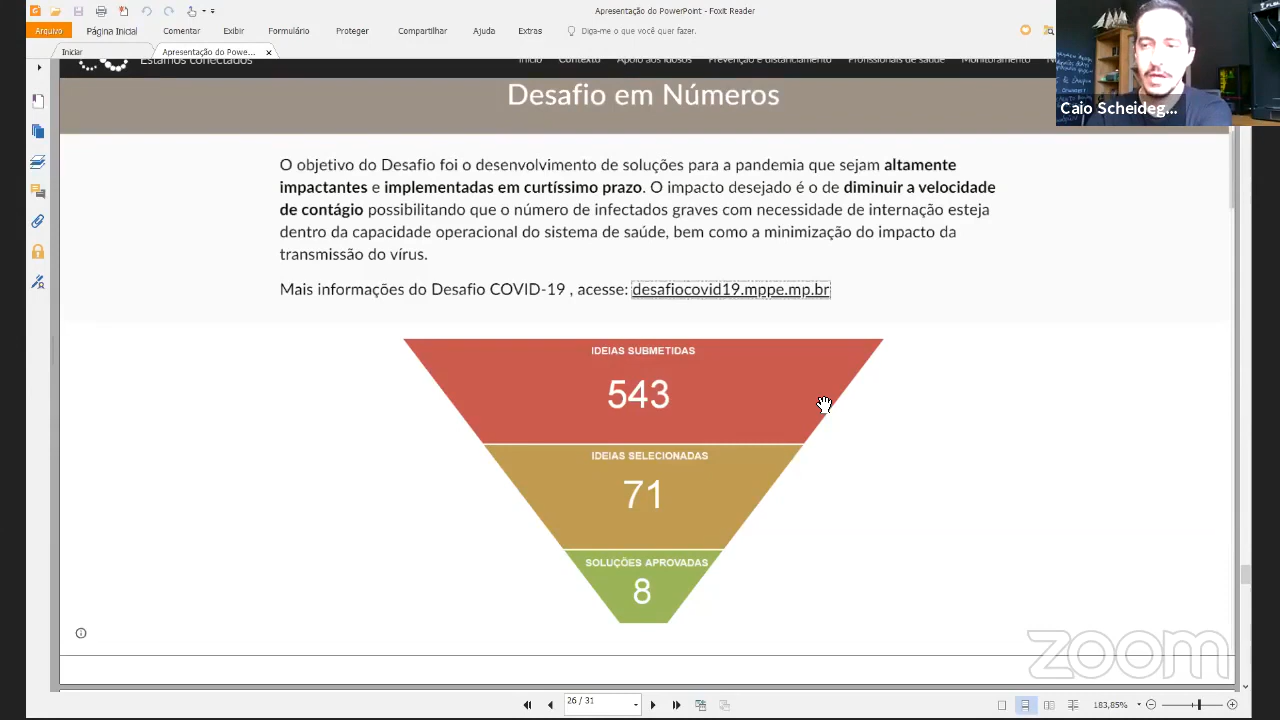 Apresentação do PowerPoint - Foxit Reader
Arquivo Página Inicial Comentar Exibir Formulário Proteger Compartilhar Ajuda Extras Diga-me o que você quer fazer.
Iniciar Apresentação do Powe... ×
Estamos conectados Início Contexto Apoio aos idosos Prevenção e distanciamento Profissionais de saúde Monitoramento
Desafio em Números
Caio Scheideg...
O objetivo do Desafio foi o desenvolvimento de soluções para a pandemia que sejam altamente
impactantes e implementadas em curtíssimo prazo. O impacto desejado é o de diminuir a velocidade
de contágio possibilitando que o número de infectados graves com necessidade de internação esteja
dentro da capacidade operacional do sistema de saúde, bem como a minimização do impacto da
transmissão do vírus.
Mais informações do Desafio COVID-19 , acesse: desafiocovid19.mppe.mp.br
IDEIAS SUBMETIDAS
543
IDEIAS SELECIONADAS
71
SOLUÇÕES APROVADAS
8
zoom
26 / 31
183,85%